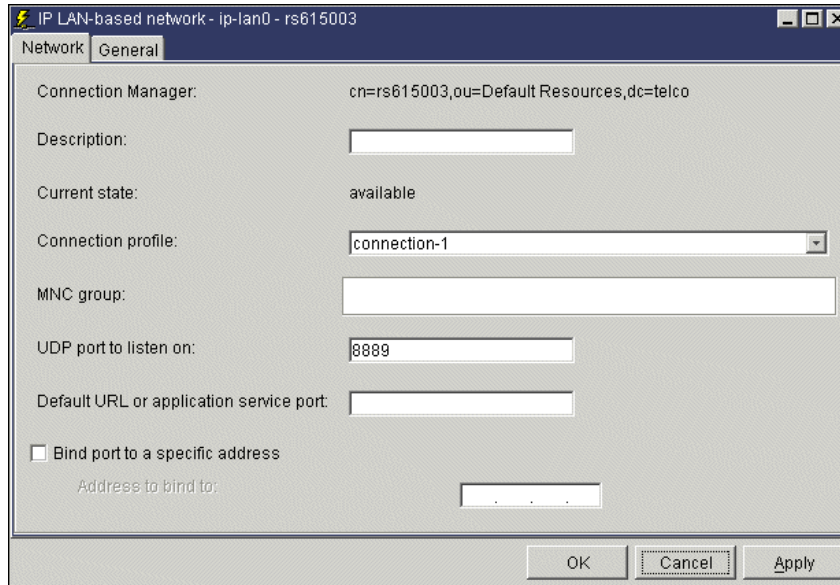 IP LAN-based network - ip-lan0 - rs615003
Network General
Connection Manager: cn=rs615003,ou=Default Resources,dc=telco
Description:
Current state: available
Connection profile: connection-1
MNC group:
UDP port to listen on: 8889
Default URL or application service port:
Bind port to a specific address
Address to bind to: . . .
OK Cancel Apply